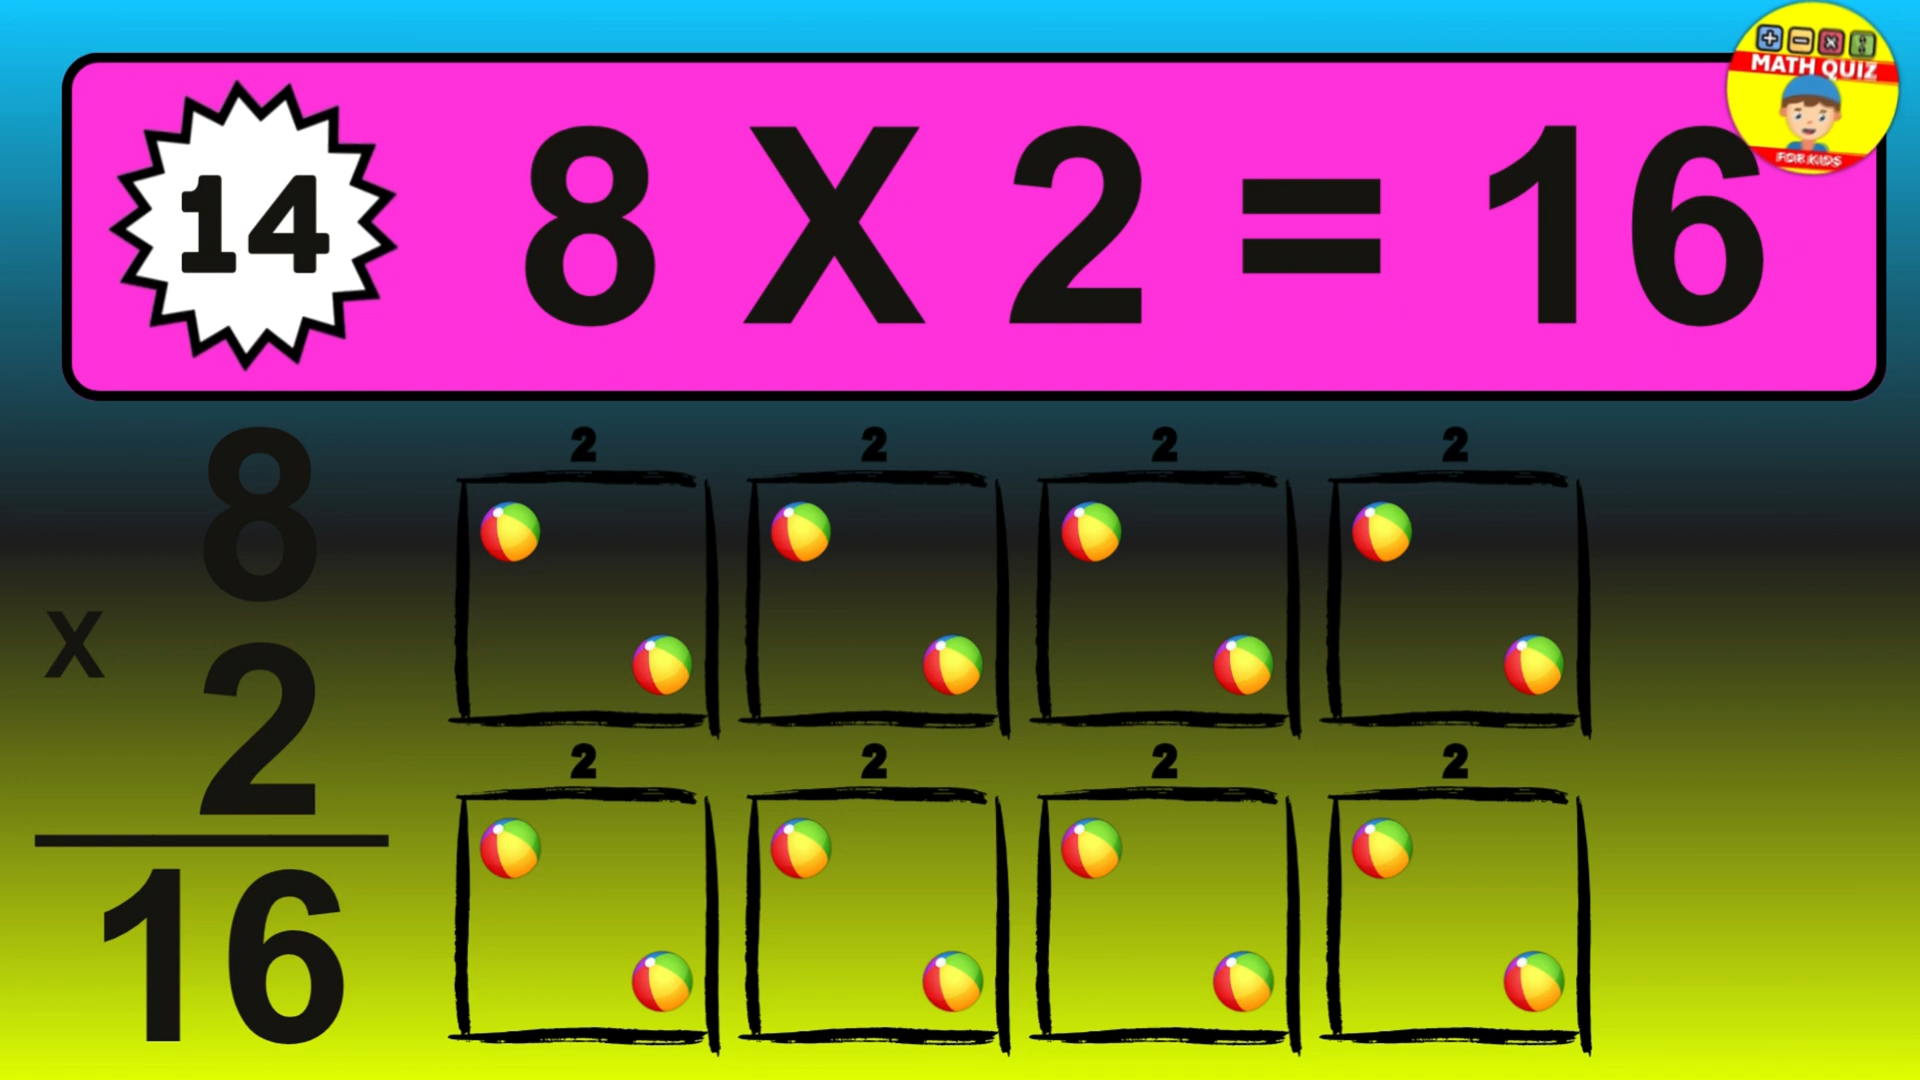 14 8 X 2 = 16
+ - x
MATH QUIZ
FOR KIDS
8
x 2
16
2 2 2 2
2 2 2 2